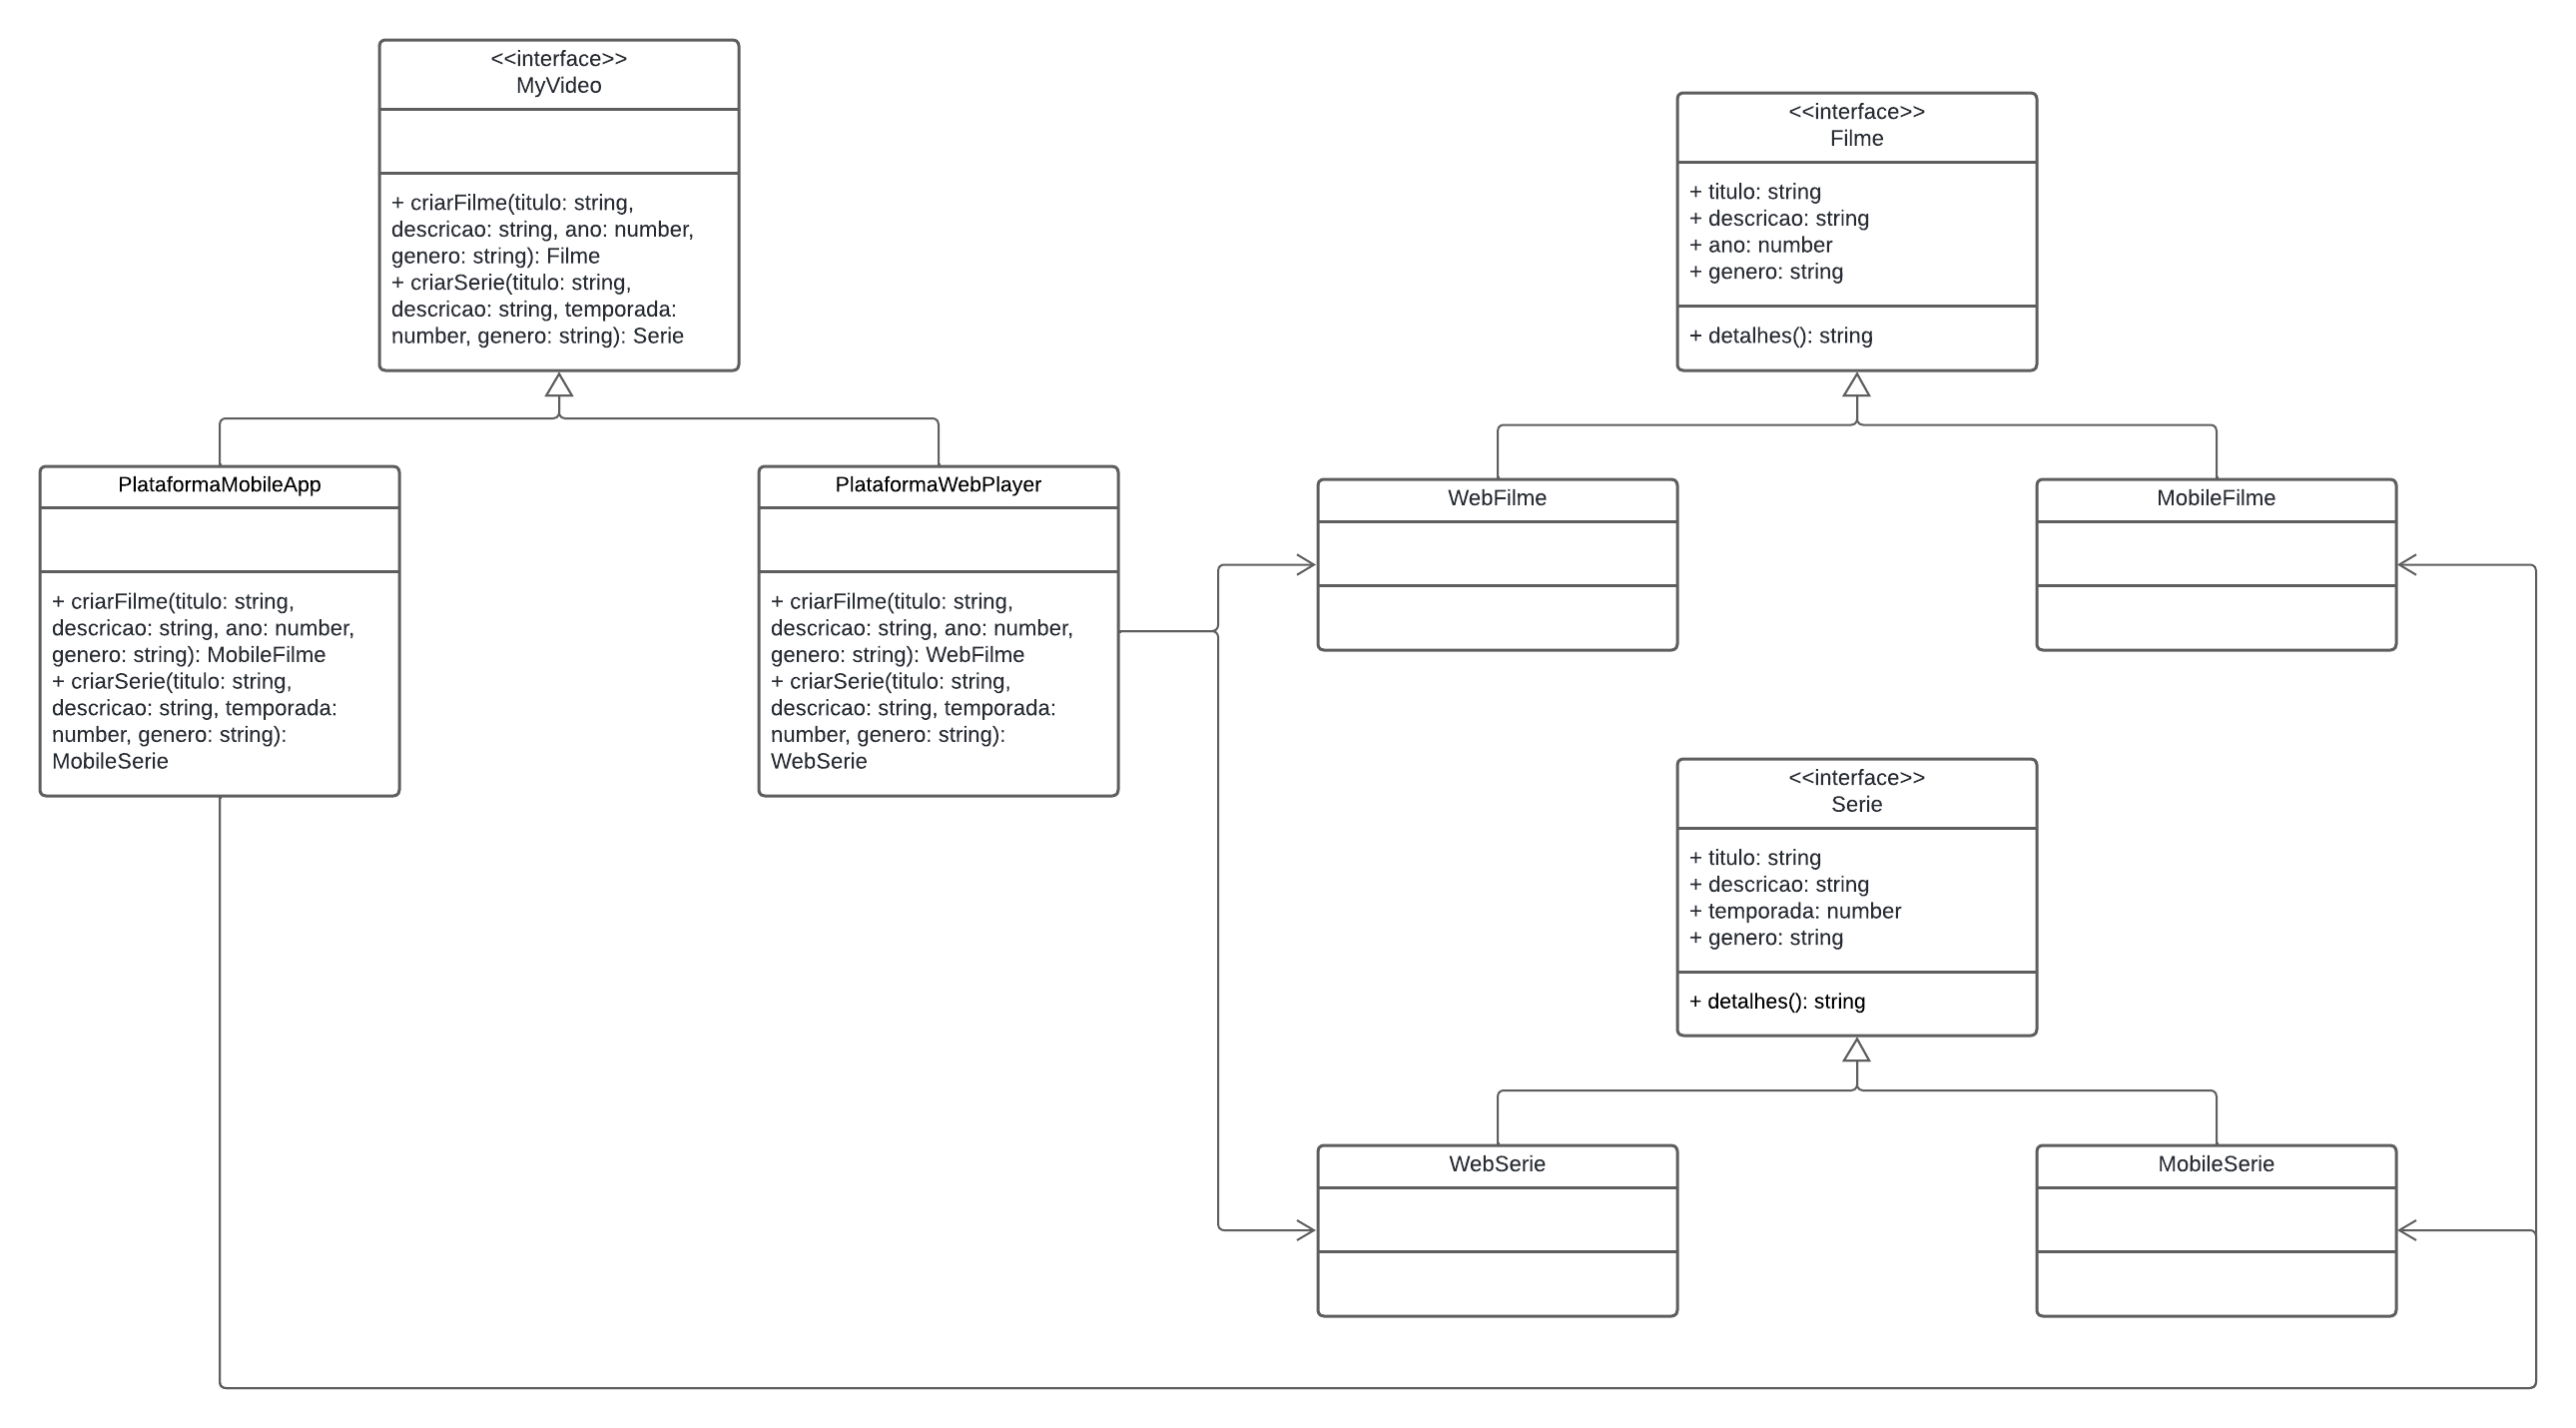 <<interface>>
MyVideo
+ criarFilme(titulo: string,
descricao: string, ano: number,
genero: string): Filme
+ criarSerie(titulo: string,
descricao: string, temporada:
number, genero: string): Serie
<<interface>>
Filme
+ titulo: string
+ descricao: string
+ ano: number
+ genero: string
+ detalhes(): string
PlataformaMobileApp
+ criarFilme(titulo: string,
descricao: string, ano: number,
genero: string): MobileFilme
+ criarSerie(titulo: string,
descricao: string, temporada:
number, genero: string):
MobileSerie
PlataformaWebPlayer
+ criarFilme(titulo: string,
descricao: string, ano: number,
genero: string): WebFilme
+ criarSerie(titulo: string,
descricao: string, temporada:
number, genero: string):
WebSerie
WebFilme
MobileFilme
<<interface>>
Serie
+ titulo: string
+ descricao: string
+ temporada: number
+ genero: string
+ detalhes(): string
WebSerie
MobileSerie